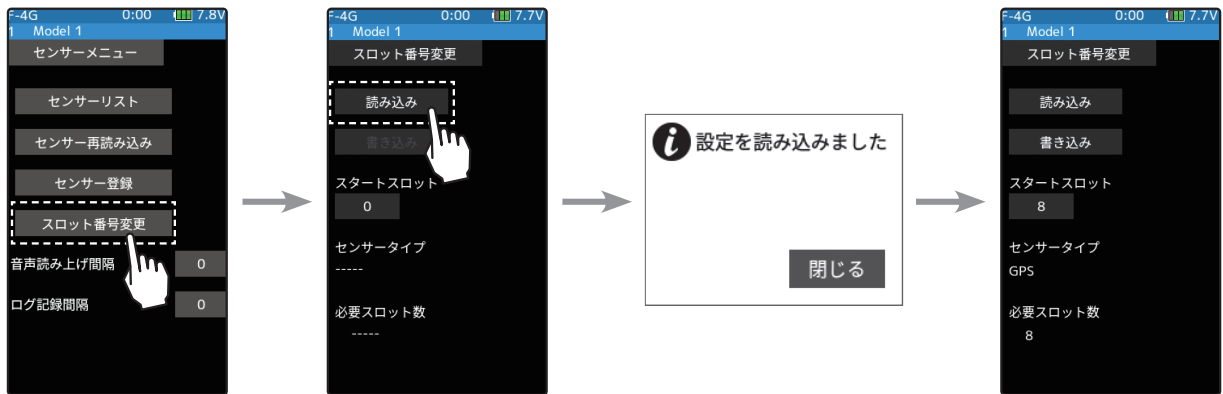 F-4G 0:00 7.8V
1 Model 1
センサーメニュー
センサーリスト
センサー再読み込み
センサー登録
スロット番号変更
音声読み上げ間隔 0
ログ記録間隔 0
F-4G 0:00 7.7V
1 Model 1
スロット番号変更
読み込み
書き込み
スタートスロット
0
センサータイプ
-----
必要スロット数
-----
i 設定を読み込みました
閉じる
F-4G 0:00 7.7V
1 Model 1
スロット番号変更
読み込み
書き込み
スタートスロット
8
センサータイプ
GPS
必要スロット数
8